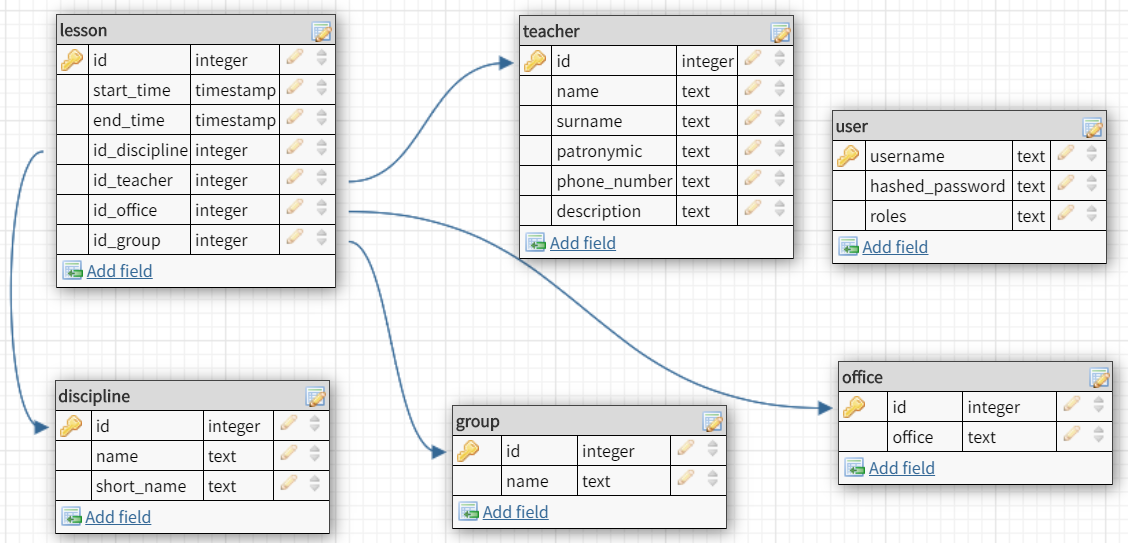 lesson
id integer
start_time timestamp
end_time timestamp
id_discipline integer
id_teacher integer
id_office integer
id_group integer
Add field
teacher
id integer
name text
surname text
patronymic text
phone_number text
description text
Add field
user
username text
hashed_password text
roles text
Add field
discipline
id integer
name text
short_name text
Add field
group
id integer
name text
Add field
office
id integer
office text
Add field